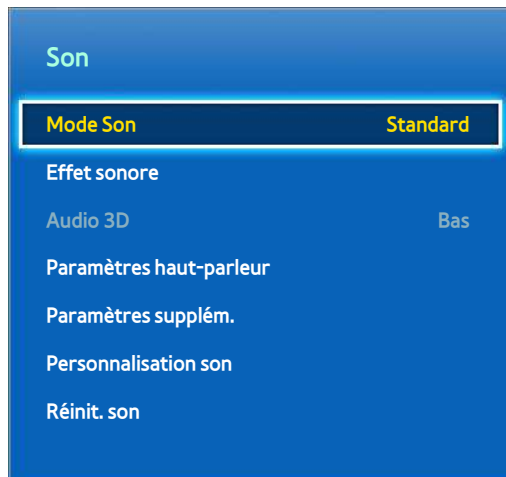 Son
Mode Son Standard
Effet sonore
Audio 3D Bas
Paramètres haut-parleur
Paramètres supplém.
Personnalisation son
Réinit. son